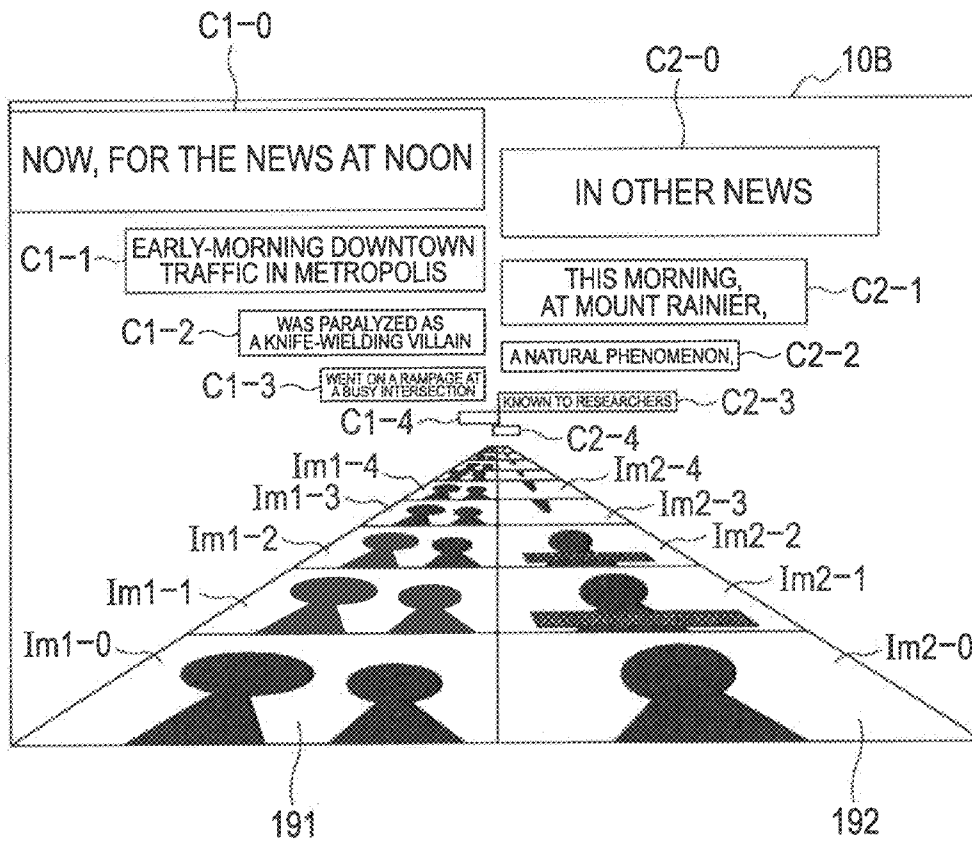 C1-0
C2-0
10B
NOW, FOR THE NEWS AT NOON
IN OTHER NEWS
C1-1
EARLY-MORNING DOWNTOWN
TRAFFIC IN METROPOLIS
THIS MORNING,
AT MOUNT RAINIER,
C2-1
C1-2
WAS PARALYZED AS
A KNIFE-WIELDING VILLAIN
A NATURAL PHENOMENON,
C2-2
C1-3
WENT ON A RAMPAGE AT
A BUSY INTERSECTION
KNOWN TO RESEARCHERS
C2-3
C1-4
C2-4
Im1-4
Im2-4
Im1-3
Im2-3
Im1-2
Im2-2
Im1-1
Im2-1
Im1-0
Im2-0
191
192